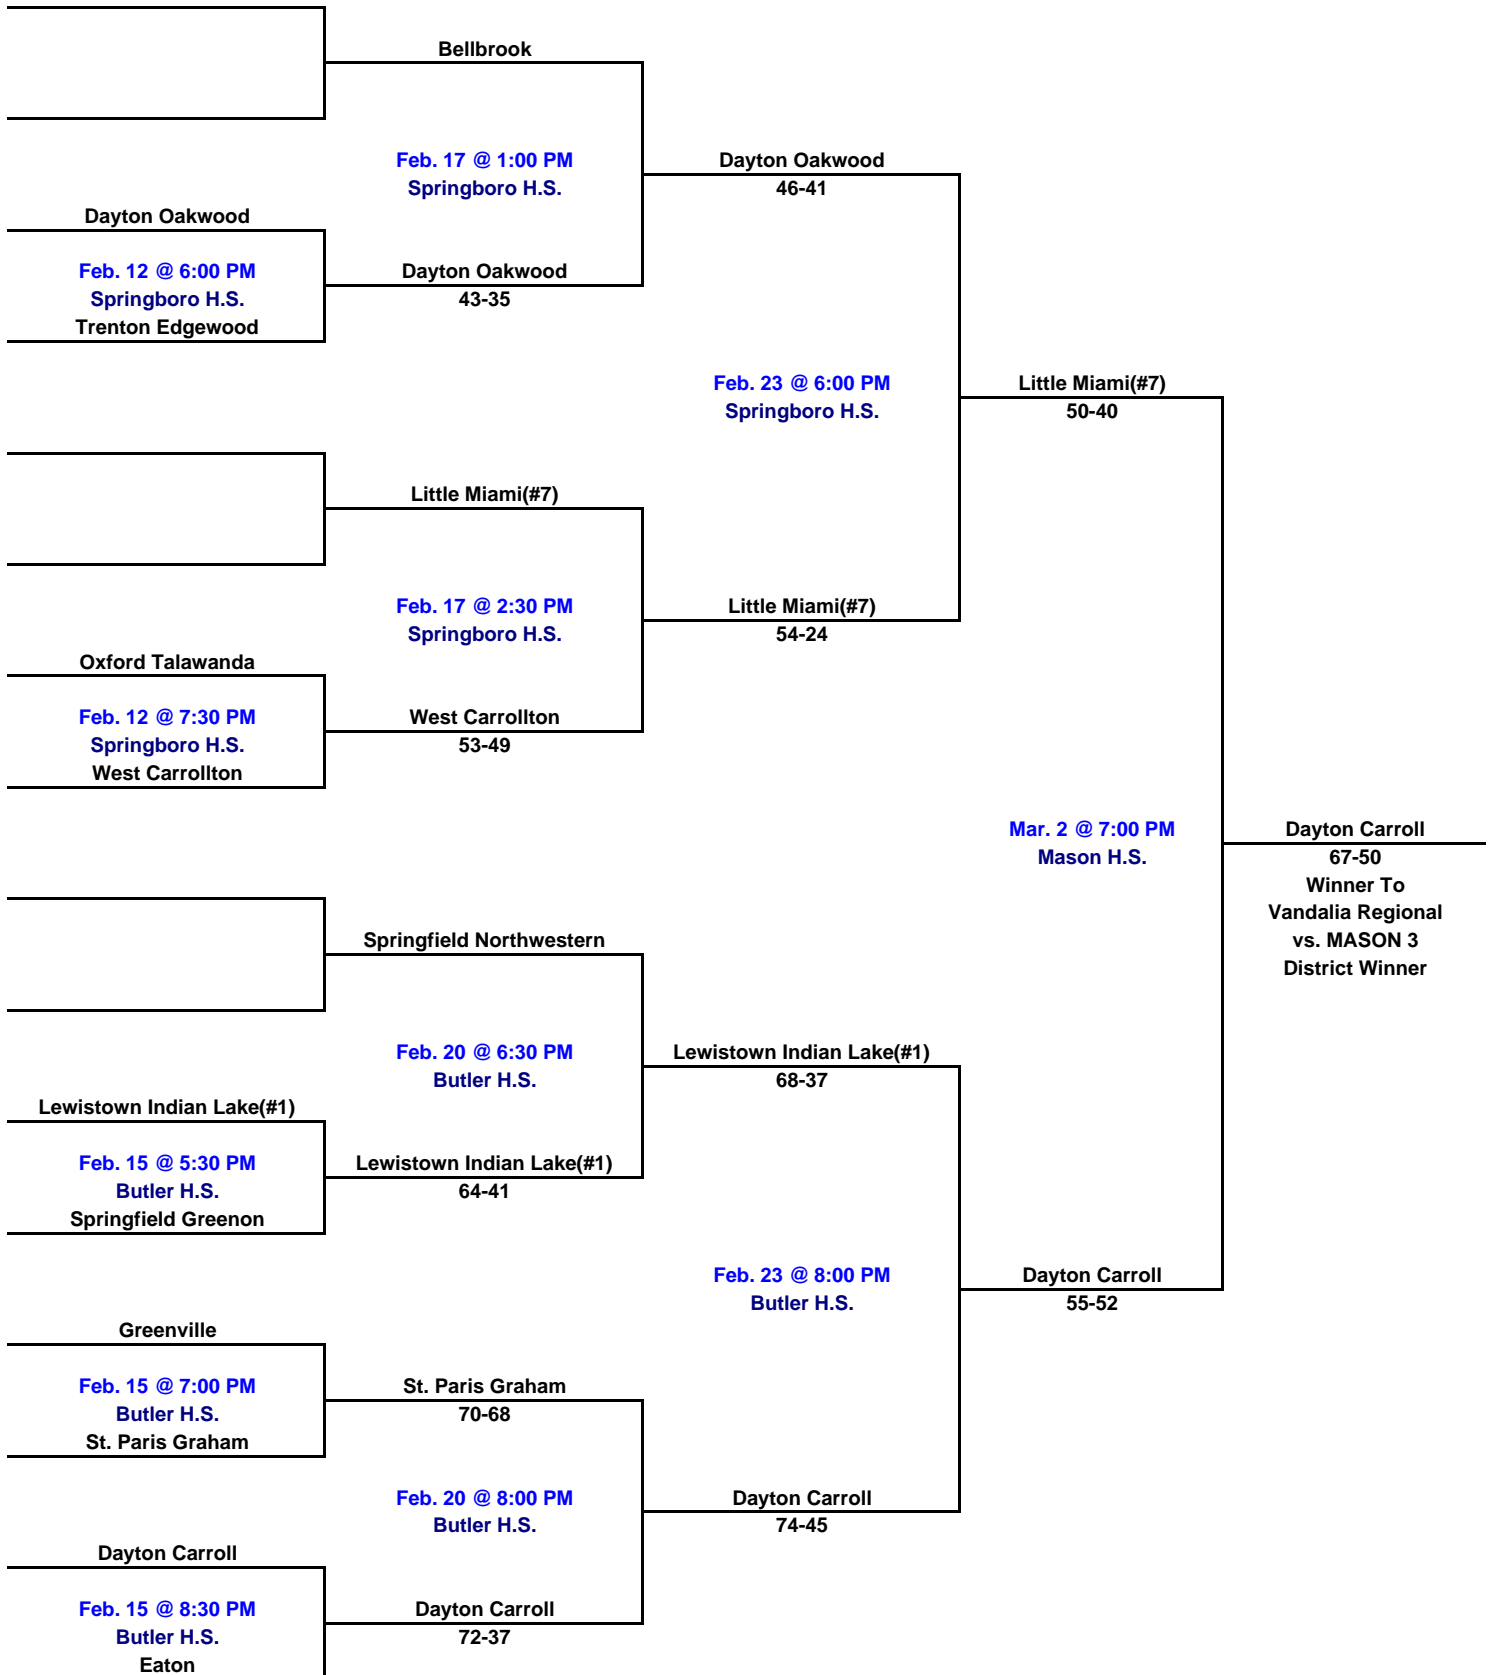 Bellbrook
Feb. 17 @ 1:00 PM
Springboro H.S.
Dayton Oakwood
46-41
Dayton Oakwood
Feb. 12 @ 6:00 PM
Springboro H.S.
Trenton Edgewood
Dayton Oakwood
43-35
Feb. 23 @ 6:00 PM
Springboro H.S.
Little Miami(#7)
50-40
Little Miami(#7)
Feb. 17 @ 2:30 PM
Springboro H.S.
Little Miami(#7)
54-24
Oxford Talawanda
Feb. 12 @ 7:30 PM
Springboro H.S.
West Carrollton
West Carrollton
53-49
Mar. 2 @ 7:00 PM
Mason H.S.
Dayton Carroll
67-50
Winner To
Vandalia Regional
vs. MASON 3
District Winner
Springfield Northwestern
Feb. 20 @ 6:30 PM
Butler H.S.
Lewistown Indian Lake(#1)
68-37
Lewistown Indian Lake(#1)
Feb. 15 @ 5:30 PM
Butler H.S.
Springfield Greenon
Lewistown Indian Lake(#1)
64-41
Feb. 23 @ 8:00 PM
Butler H.S.
Dayton Carroll
55-52
Greenville
Feb. 15 @ 7:00 PM
Butler H.S.
St. Paris Graham
St. Paris Graham
70-68
Feb. 20 @ 8:00 PM
Butler H.S.
Dayton Carroll
74-45
Dayton Carroll
Feb. 15 @ 8:30 PM
Butler H.S.
Eaton
Dayton Carroll
72-37